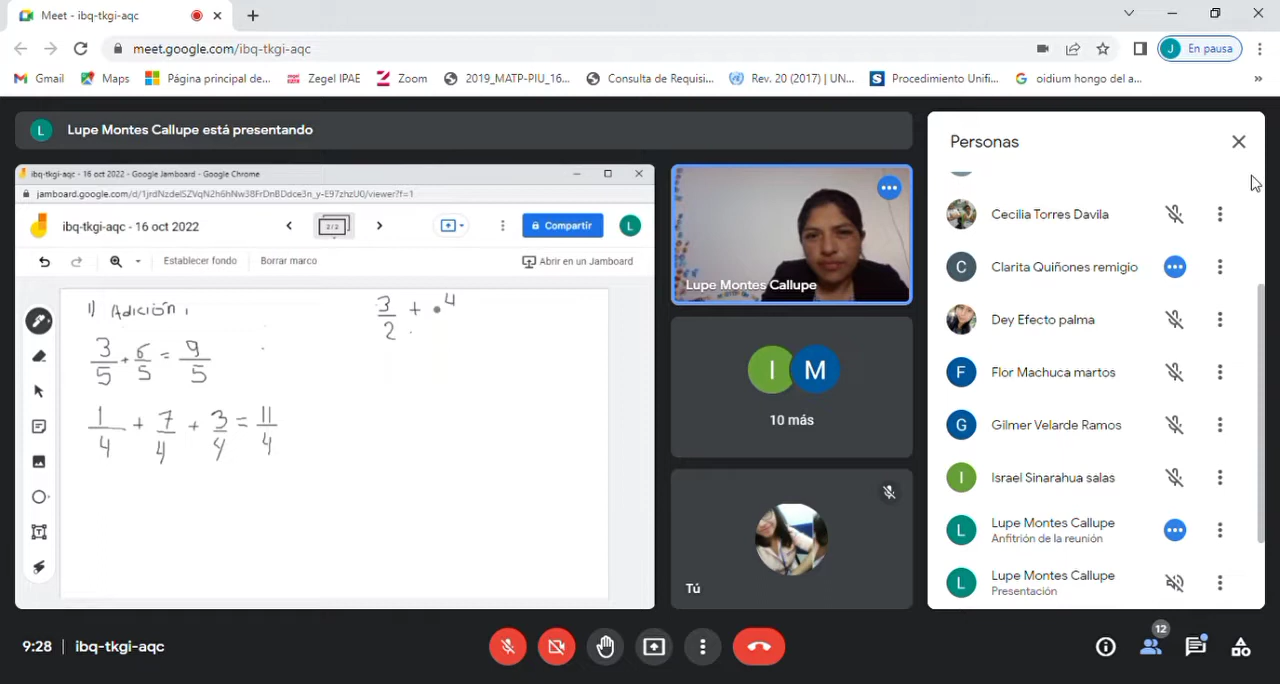 Meet - ibq-tkgi-aqc
meet.google.com/ibq-tkgi-aqc
J En pausa
Gmail Maps Página principal de... Zegel IPAE Zoom 2019_MATP-PIU_16... Consulta de Requisi... Rev. 20 (2017) | UN... Procedimiento Unifi... oidium hongo del a...
L Lupe Montes Callupe está presentando
ibq-tkgi-aqc - 16 oct 2022 - Google Jamboard - Google Chrome
ibq-tkgi-aqc - 16 oct 2022
2/2
Compartir
L
Establecer fondo Borrar marco Abrir en un Jamboard
1) Adición
3/5 + 6/5 = 9/5
1/4 + 7/4 + 3/4 = 11/4
3/2 + 4
Lupe Montes Callupe
I M
10 más
Tú
Personas
Cecilia Torres Davila
C Clarita Quiñones remigio
Dey Efecto palma
F Flor Machuca martos
G Gilmer Velarde Ramos
I Israel Sinarahua salas
L Lupe Montes Callupe
Anfitrión de la reunión
L Lupe Montes Callupe
Presentación
9:28 | ibq-tkgi-aqc
12